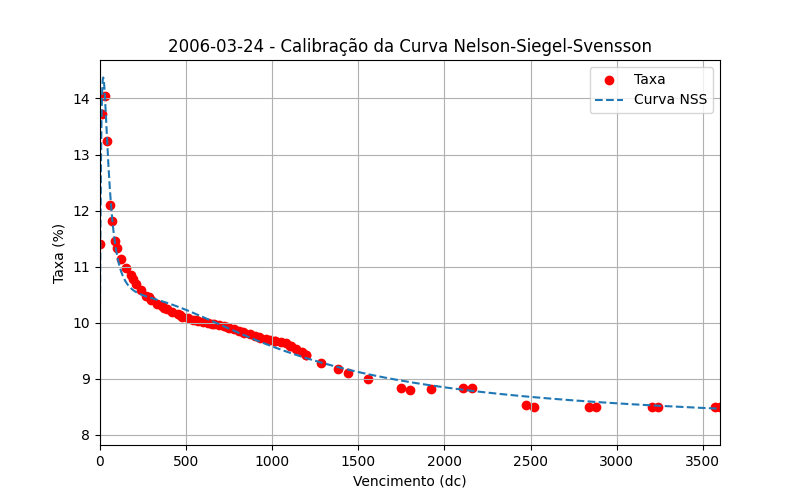 2006-03-24 - Calibração da Curva Nelson-Siegel-Svensson
Taxa
Curva NSS
Taxa (%)
14
13
12
11
10
9
8
0 500 1000 1500 2000 2500 3000 3500
Vencimento (dc)